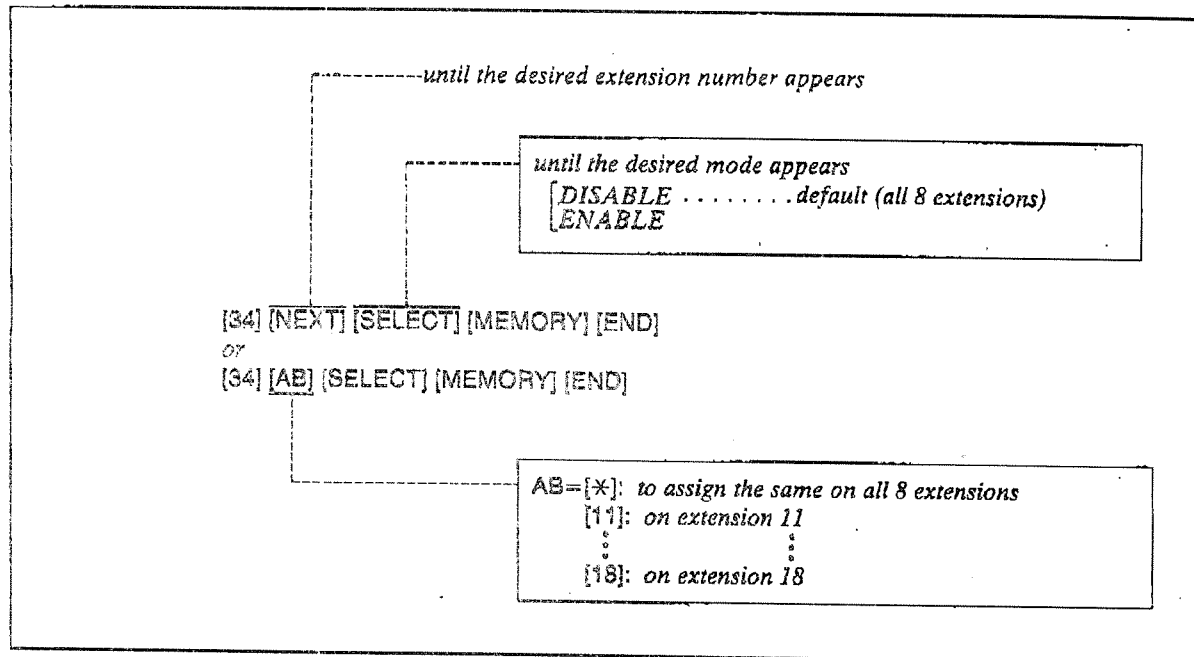 until the desired extension number appears
until the desired mode appears
[DISABLE ........default (all 8 extensions)
[ENABLE
[34] [NEXT] [SELECT] [MEMORY] [END]
or
[34] [AB] [SELECT] [MEMORY] [END]
AB=[*]: to assign the same on all 8 extensions
[11]: on extension 11
[18]: on extension 18